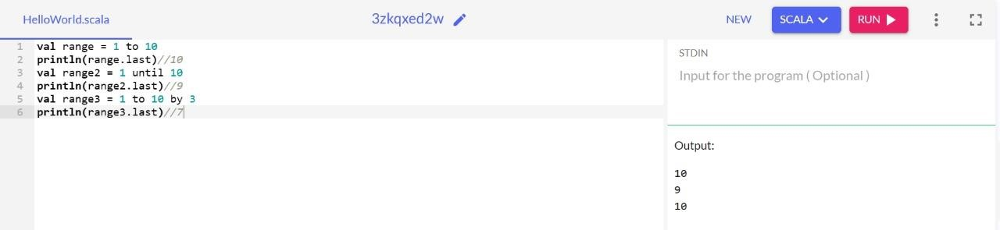 HelloWorld.scala
3zkqxed2w
NEW
SCALA
RUN
1 val range = 1 to 10
2 println(range.last)//10
3 val range2 = 1 until 10
4 println(range2.last)//9
5 val range3 = 1 to 10 by 3
6 println(range3.last)//7
STDIN
Input for the program ( Optional )
Output:
10
9
10